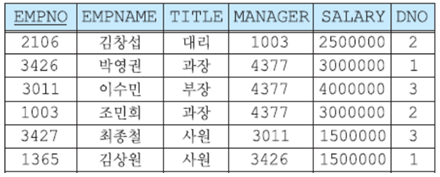 EMPNO EMPNAME TITLE MANAGER SALARY DNO
2106 김창섭 대리 1003 2500000 2
3426 박영권 과장 4377 3000000 1
3011 이수민 부장 4377 4000000 3
1003 조민희 과장 4377 3000000 2
3427 최종철 사원 3011 1500000 3
1365 김상원 사원 3426 1500000 1